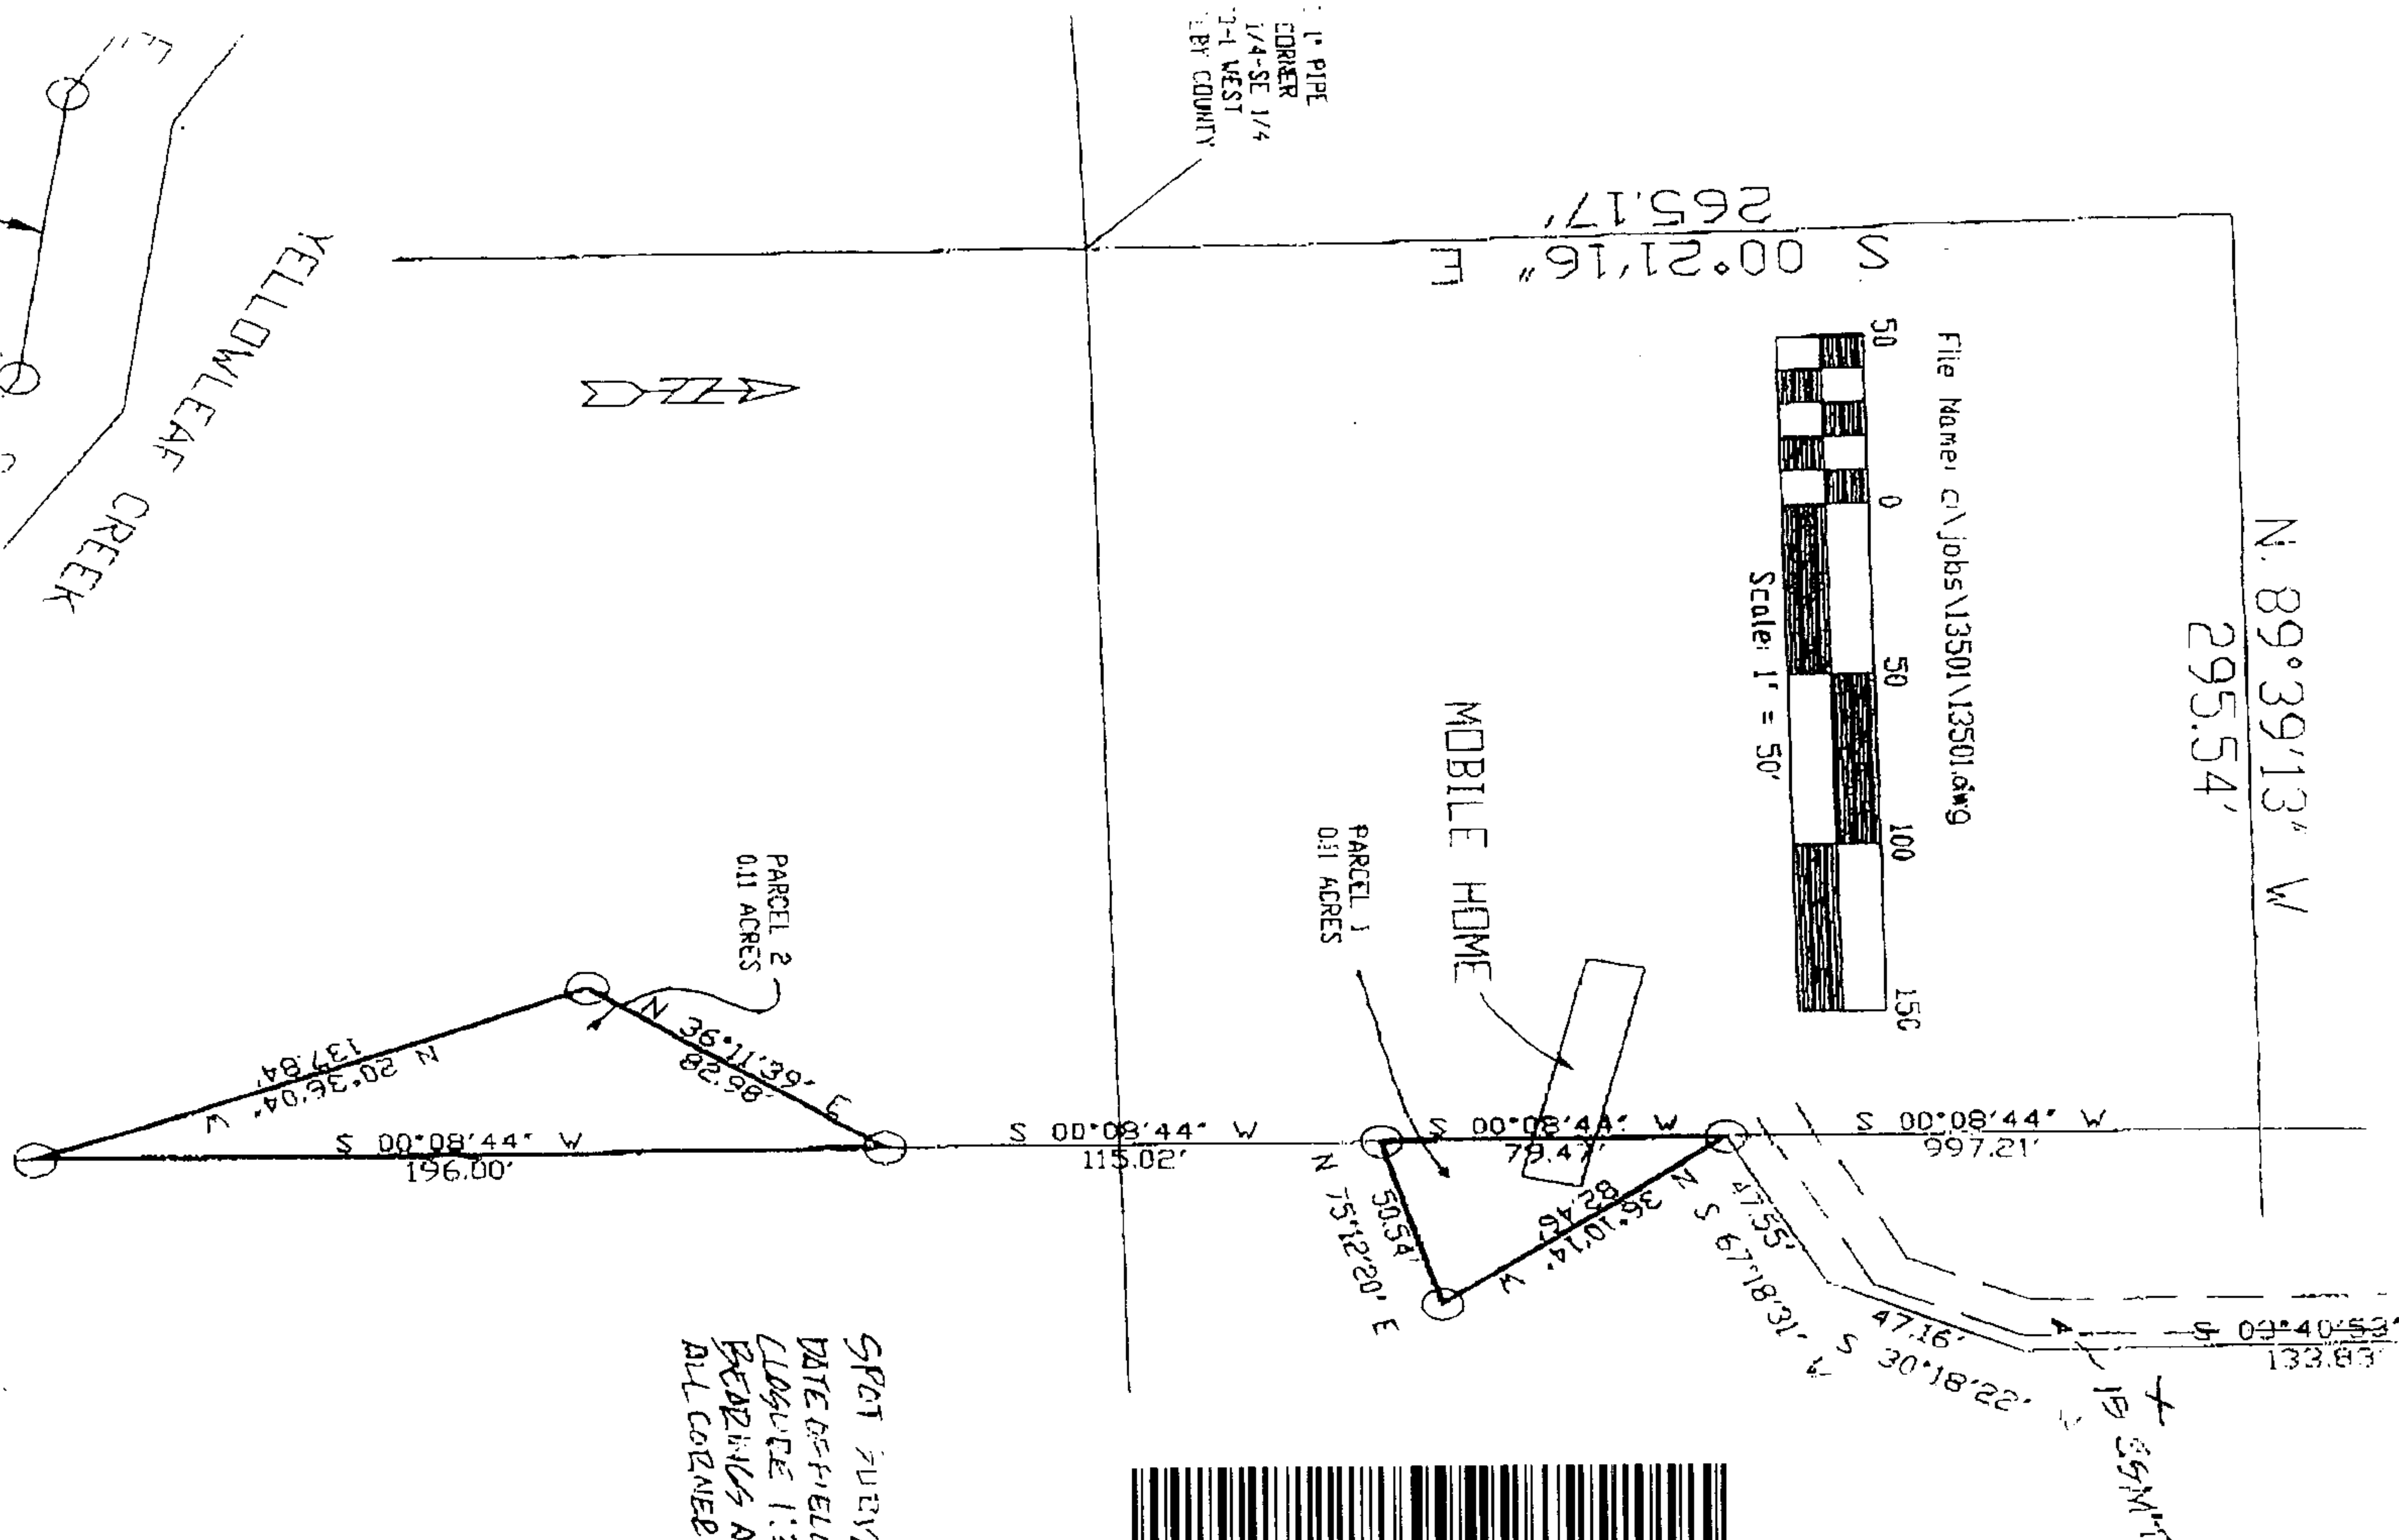 1" PIPE
CORNER
1/4-SE 1/4
1-1 WEST
COUNTY
YELLOWLEAF CREEK
S 00°21'16" E
265.17'
N. 89°39'13" W
295.54'
File Name: c:\jobs\13501\13501.dwg
50 0 50 100 150
Scale: 1" = 50'
MOBILE HOME
PARCEL 1
0.11 ACRES
PARCEL 2
0.11 ACRES
N 36°11'39" E
82.98'
N 20°36'04" W
137.84'
S 00°08'44" W
196.00'
S 00°08'44" W
115.02'
S 00°08'44" W
79.47'
S 00°08'44" W
997.21'
N 75°12'20" E
50.54'
N 36°10'14" W
82.46'
47.55'
S 67°18'31" W
47.16'
S 30°18'22" W
133.83'
15 ESMT
SPOT
CLOSURE
BEARINGS
ALL CORNER